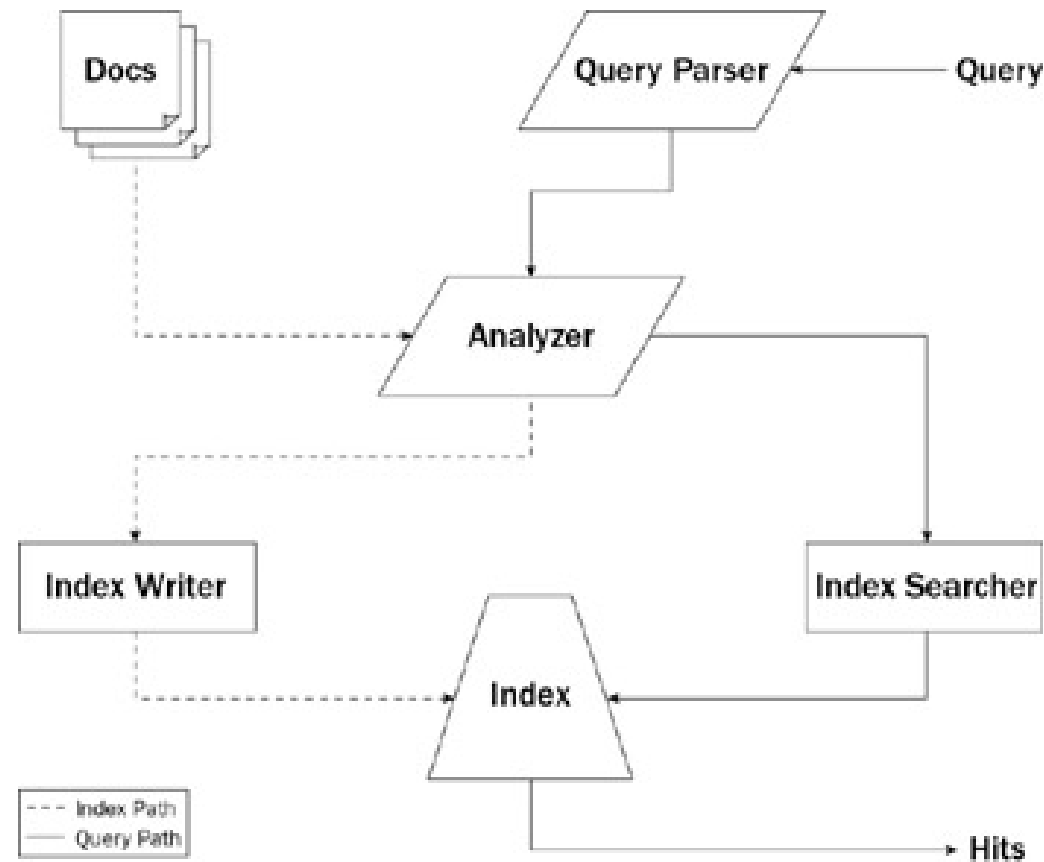 Docs
Query Parser
Query
Analyzer
Index Writer
Index Searcher
Index
Index Path
Query Path
Hits